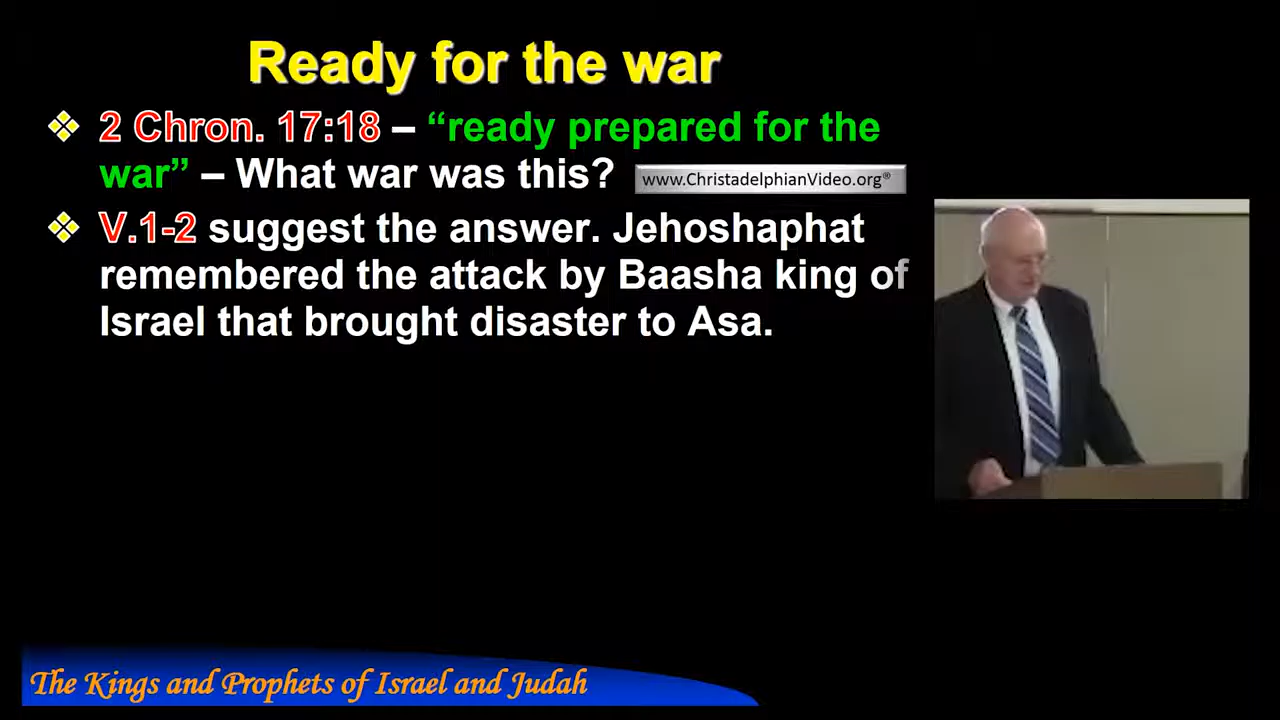 Ready for the war
❖ 2 Chron. 17:18 – “ready prepared for the
war” – What war was this?
www.ChristadelphianVideo.org®
❖ V.1-2 suggest the answer. Jehoshaphat
remembered the attack by Baasha king of
Israel that brought disaster to Asa.
The Kings and Prophets of Israel and Judah